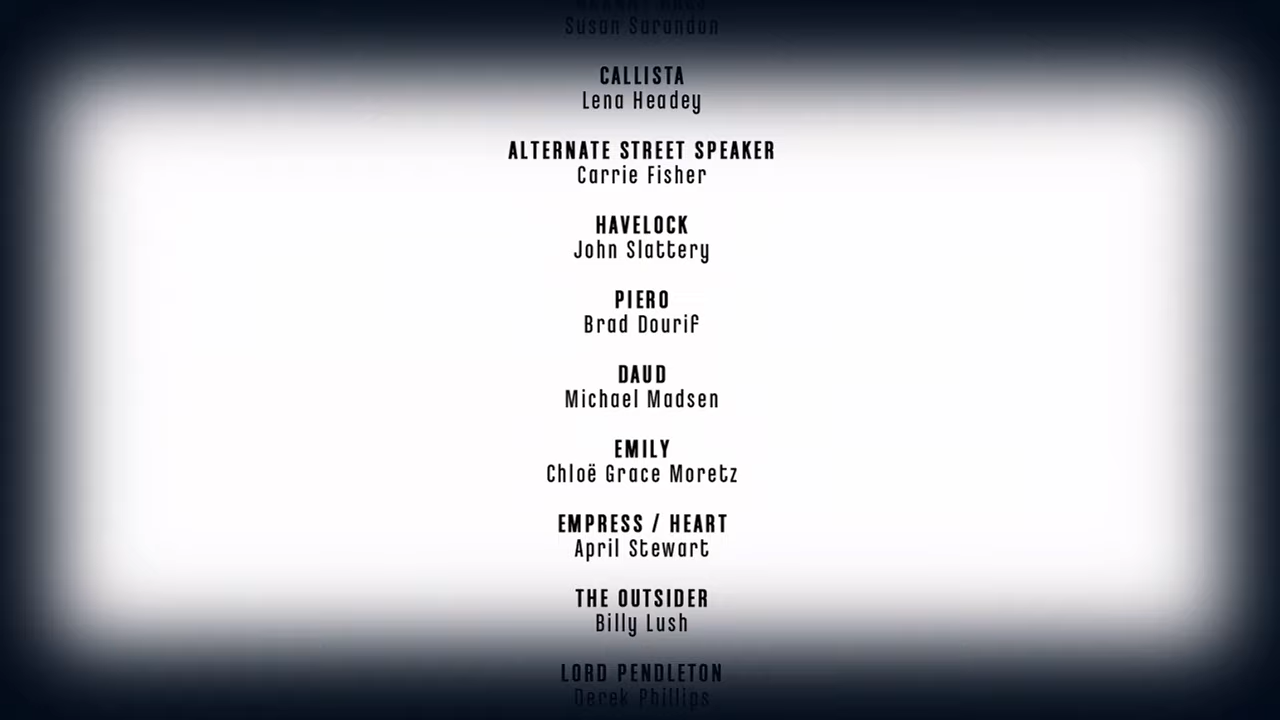 Susan Sarandon
CALLISTA
Lena Headey
ALTERNATE STREET SPEAKER
Carrie Fisher
HAVELOCK
John Slattery
PIERO
Brad Dourif
DAUD
Michael Madsen
EMILY
Chloë Grace Moretz
EMPRESS / HEART
April Stewart
THE OUTSIDER
Billy Lush
LORD PENDLETON
Derek Phillips